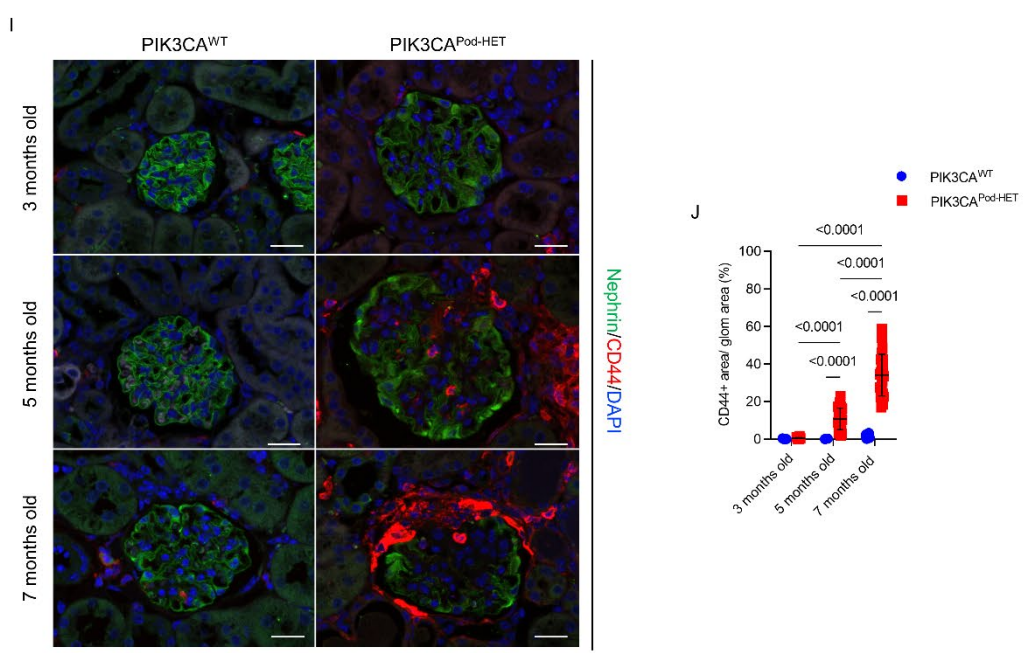 I
PIK3CAWT
PIK3CAPod-HET
3 months old
5 months old
7 months old
Nephrin/CD44/DAPI
PIK3CAWT
PIK3CAPod-HET
J
CD44+ area/ glom area (%)
100
80
60
40
20
0
<0.0001
<0.0001
<0.0001
<0.0001
<0.0001
3 months old
5 months old
7 months old